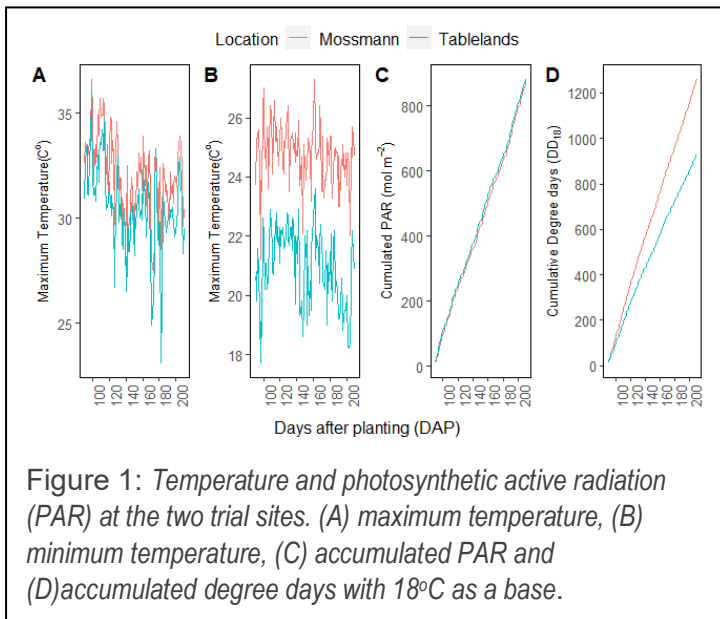 Location Mossmann Tablelands
A B C D
Maximum Temperature(C°)
35
30
25
100 120 140 160 180 200
Maximum Temperature(C°)
26
24
22
20
18
100 120 140 160 180 200
Cumulated PAR (mol m⁻²)
800
600
400
200
0
100 120 140 160 180 200
Cumulative Degree days (DD₁₈)
1200
1000
800
600
400
200
0
100 120 140 160 180 200
Days after planting (DAP)
Figure 1: Temperature and photosynthetic active radiation
(PAR) at the two trial sites. (A) maximum temperature, (B)
minimum temperature, (C) accumulated PAR and
(D)accumulated degree days with 18ºC as a base.